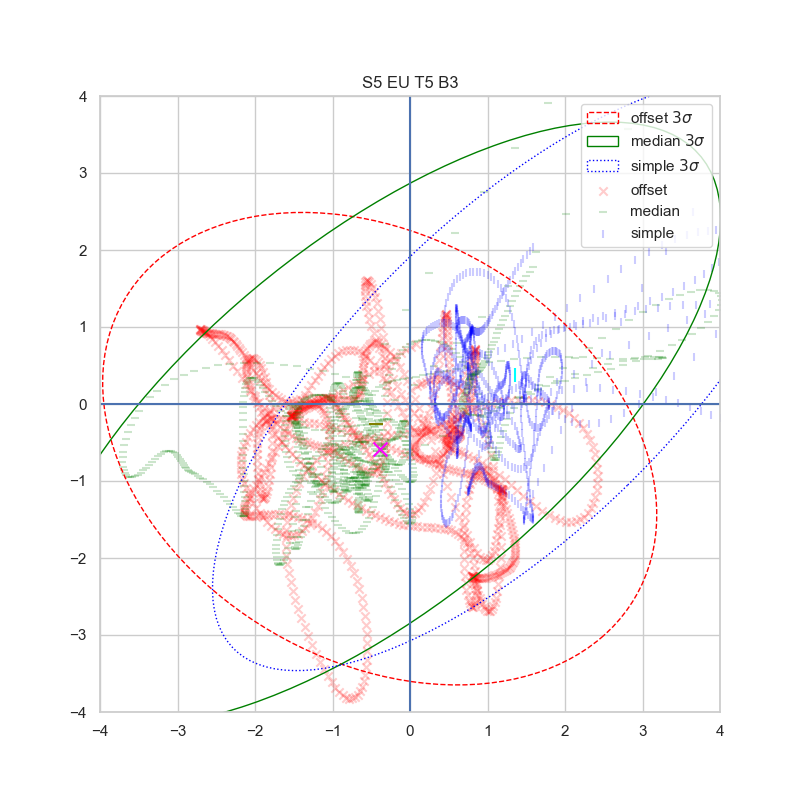 S5 EU T5 B3
offset 3σ
median 3σ
simple 3σ
offset
median
simple
4
3
2
1
0
−1
−2
−3
−4
−4 −3 −2 −1 0 1 2 3 4